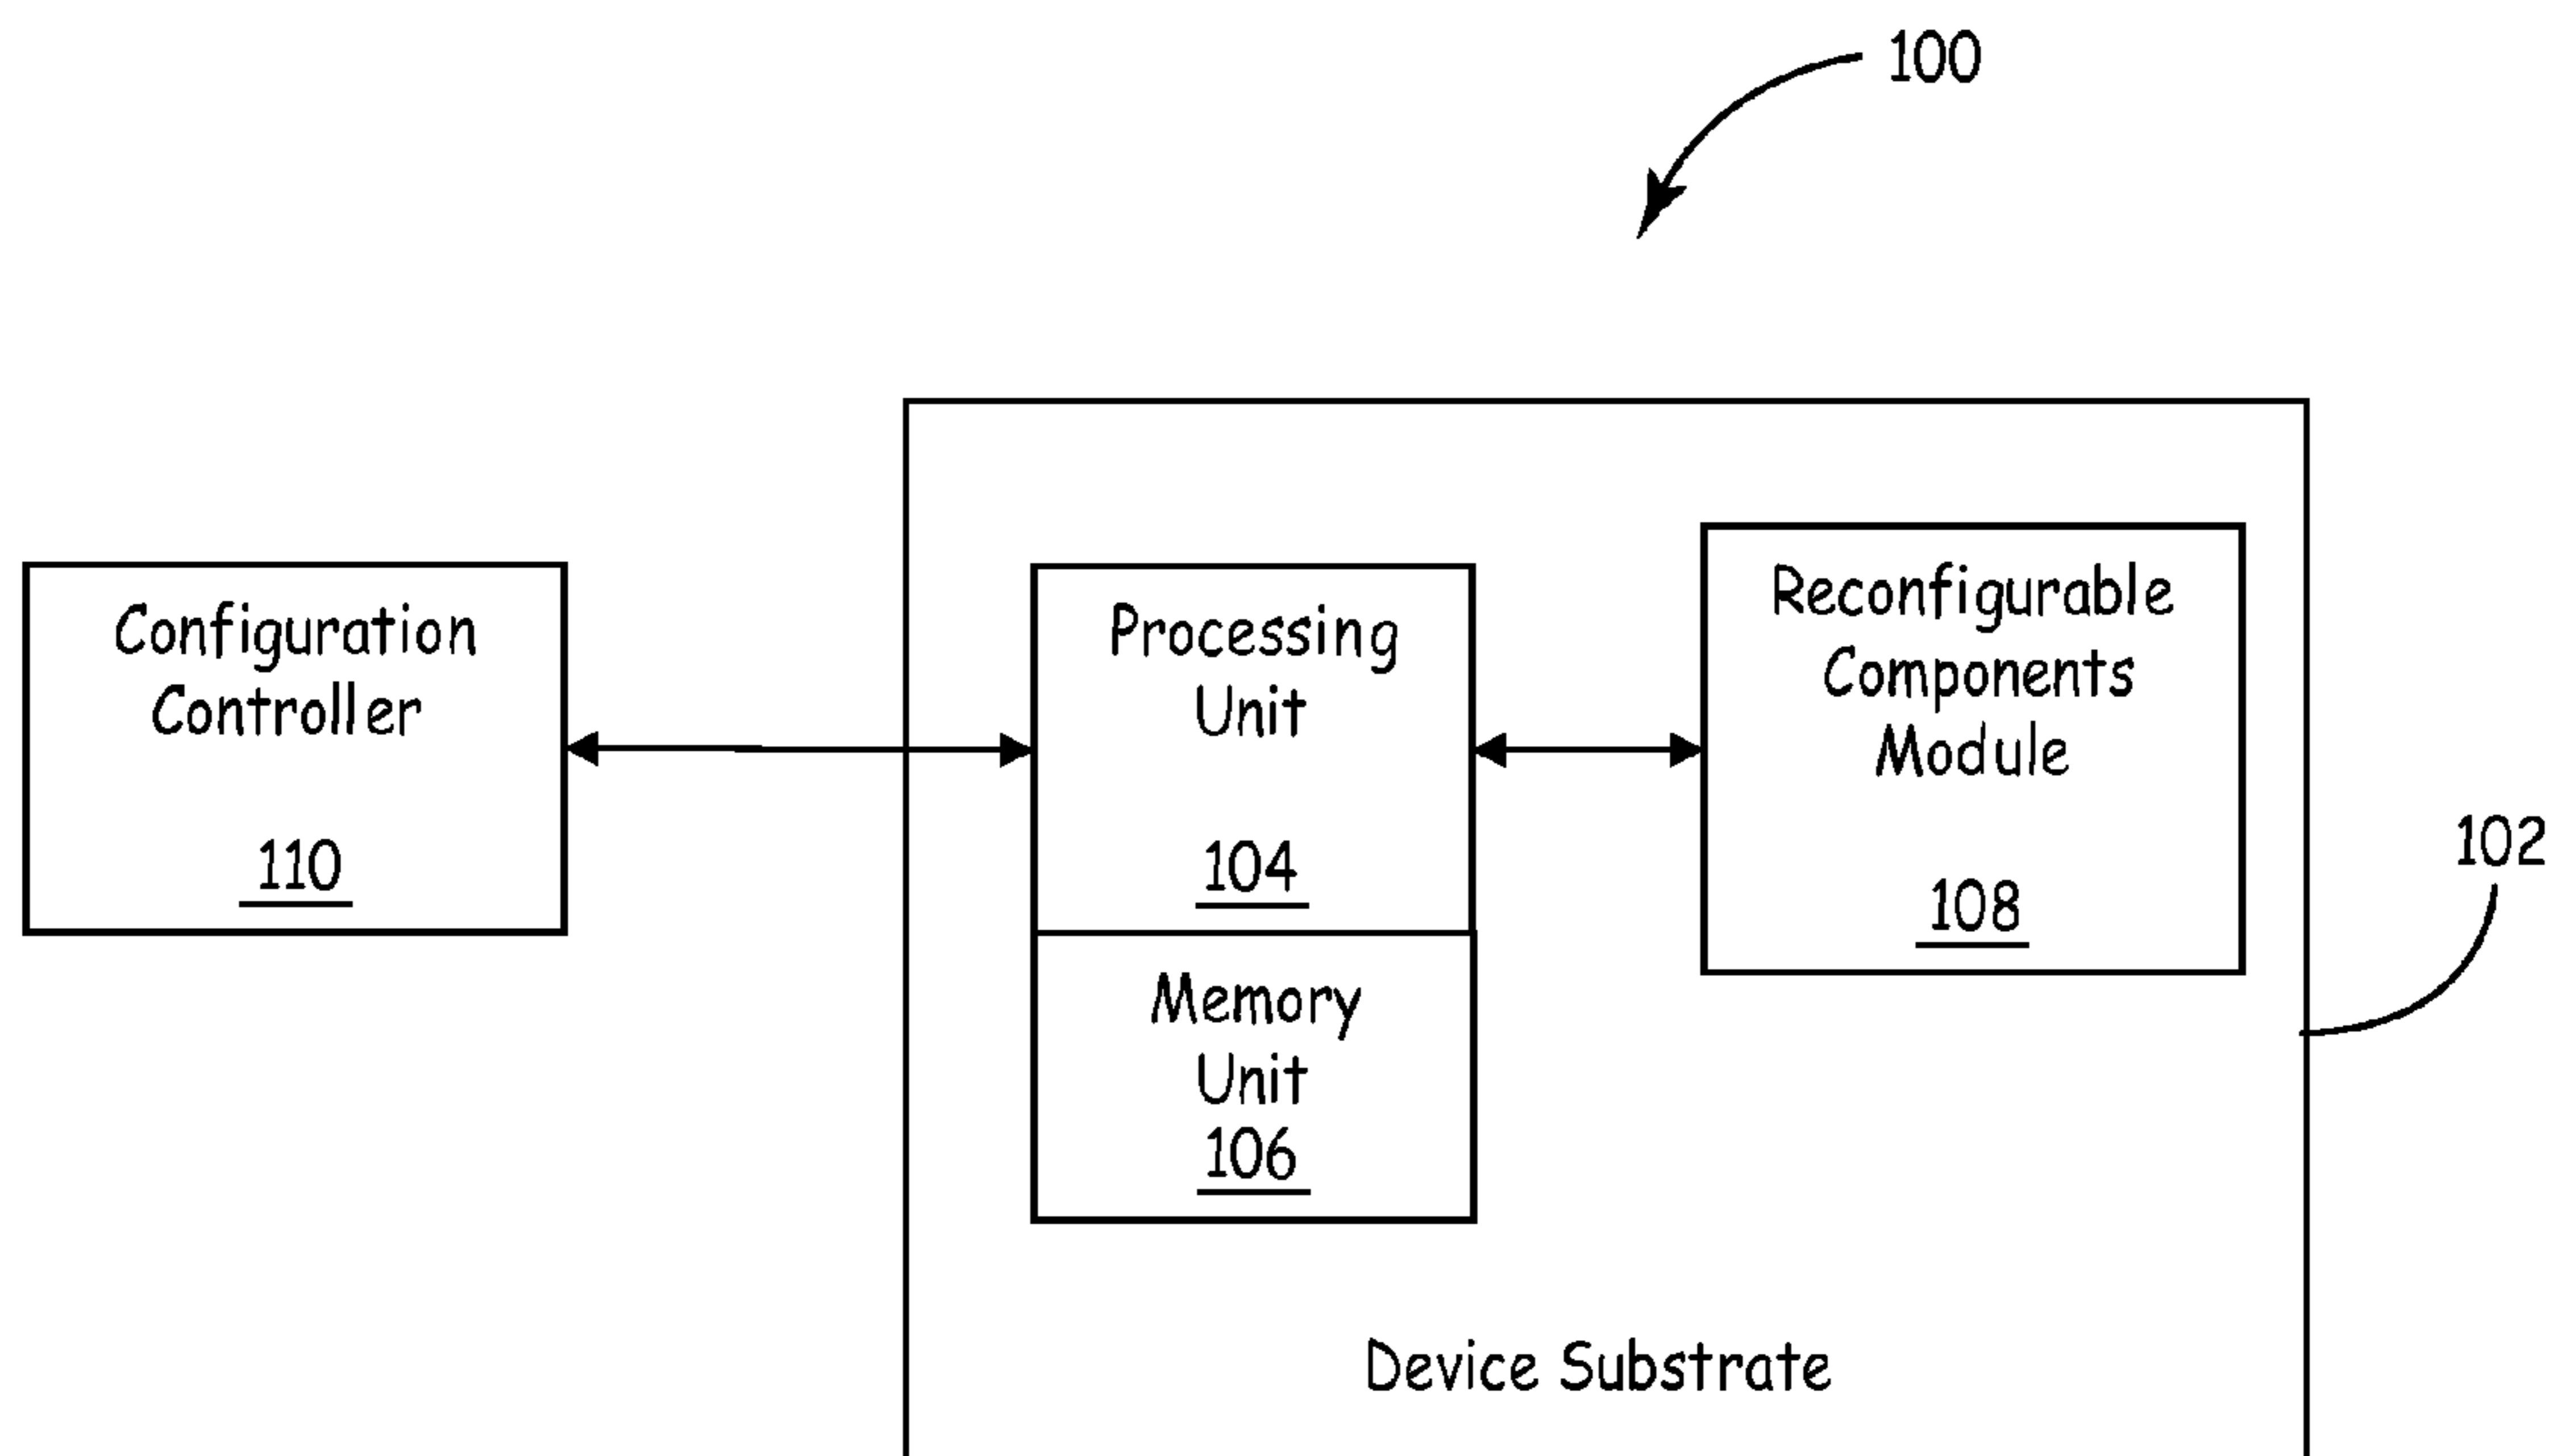 100
Configuration
Controller
110
Processing
Unit
104
Memory
Unit
106
Reconfigurable
Components
Module
108
102
Device Substrate